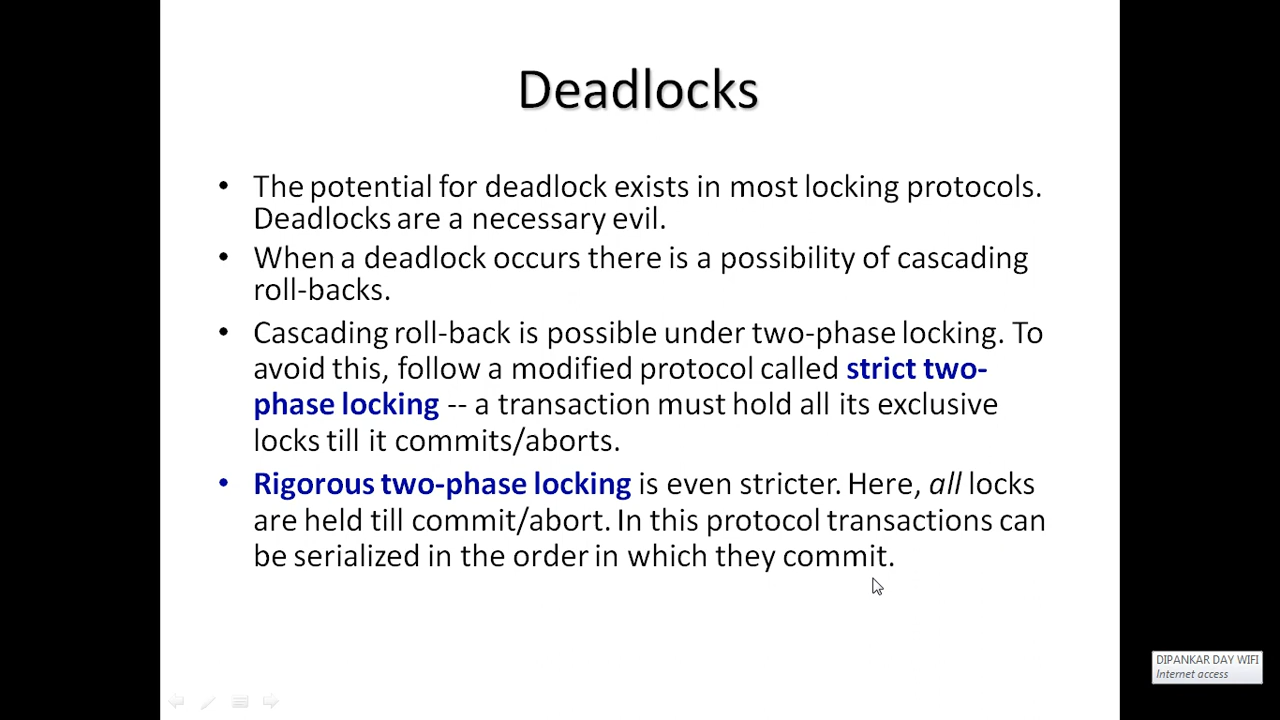 Deadlocks
• The potential for deadlock exists in most locking protocols.
Deadlocks are a necessary evil.
• When a deadlock occurs there is a possibility of cascading
roll-backs.
• Cascading roll-back is possible under two-phase locking. To
avoid this, follow a modified protocol called strict two-
phase locking -- a transaction must hold all its exclusive
locks till it commits/aborts.
• Rigorous two-phase locking is even stricter. Here, all locks
are held till commit/abort. In this protocol transactions can
be serialized in the order in which they commit.
DIPANKAR DAY WIFI
Internet access